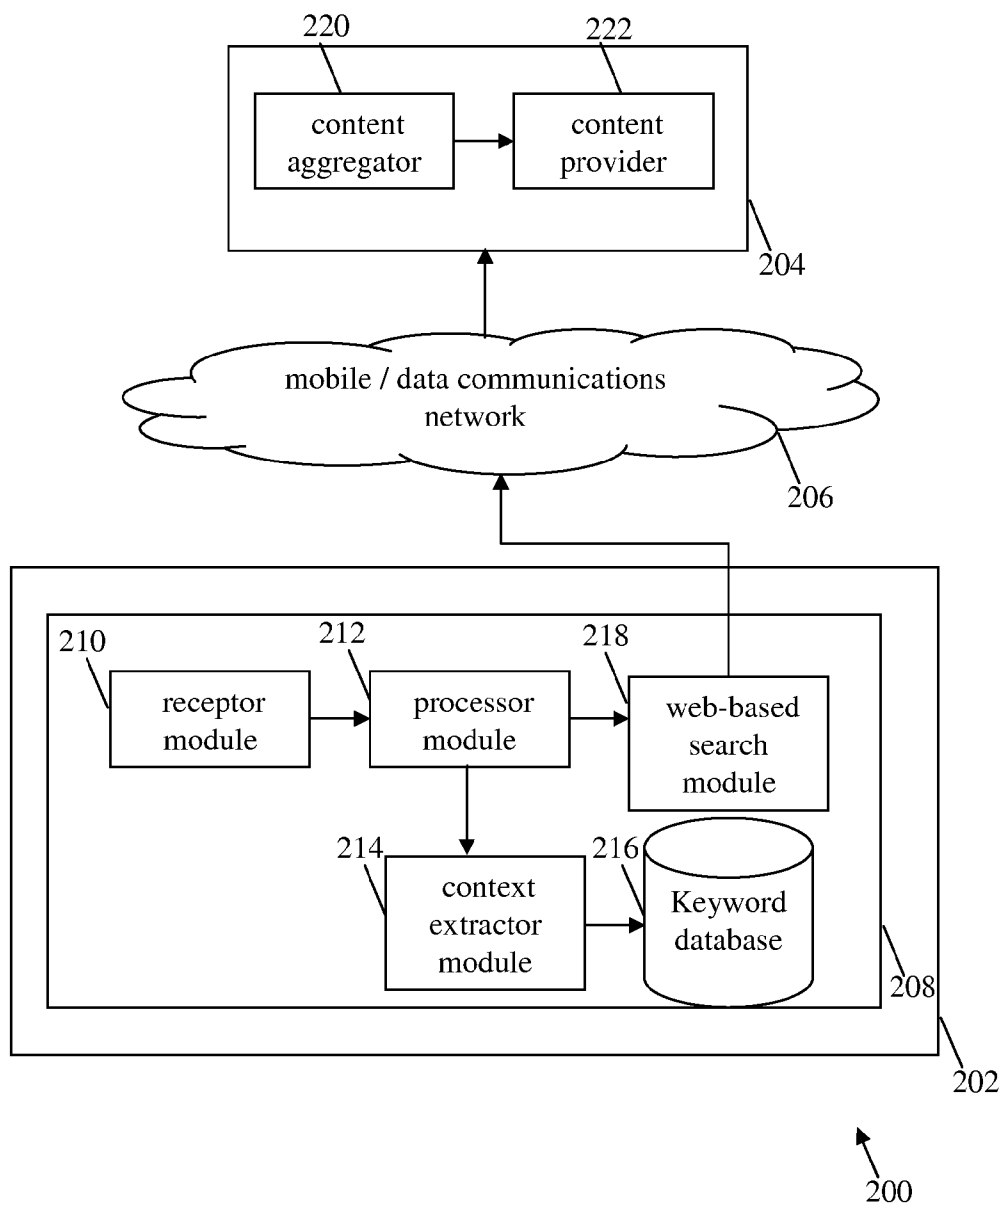 220
222
content
aggregator
content
provider
204
mobile / data communications
network
206
210
212
218
receptor
module
processor
module
web-based
search
module
214
216
context
extractor
module
Keyword
database
208
202
200